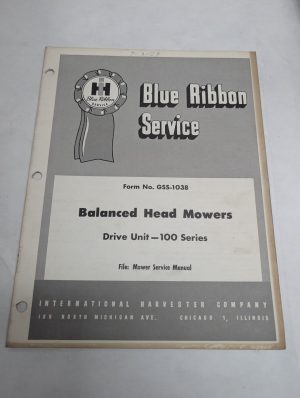 IH
Blue Ribbon
SERVICE
Blue Ribbon
Service
Form No. GSS-1038
Balanced Head Mowers
Drive Unit—100 Series
File: Mower Service Manual
INTERNATIONAL HARVESTER COMPANY
180 NORTH MICHIGAN AVE. CHICAGO 1, ILLINOIS